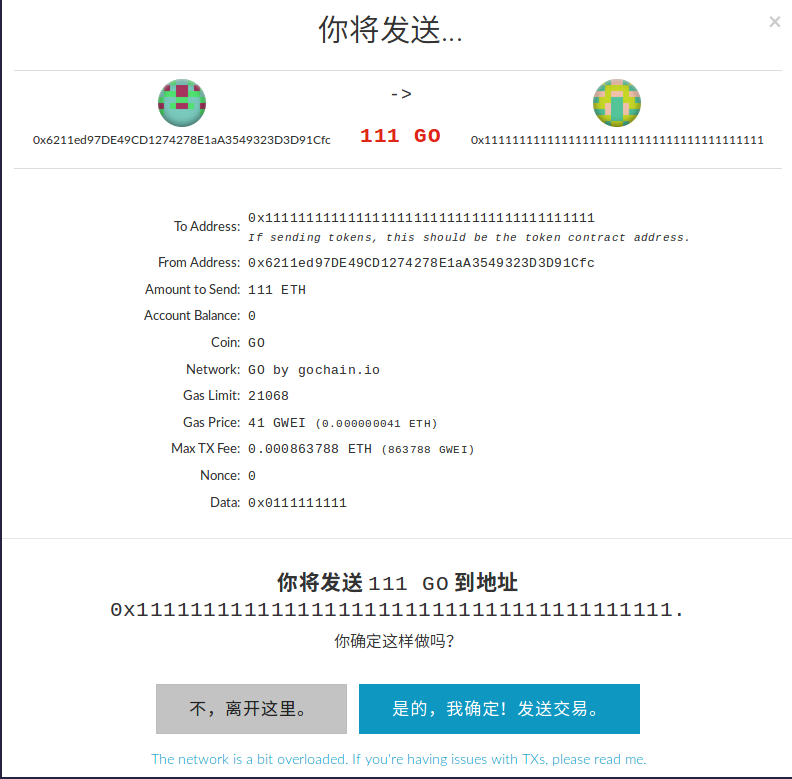 你将发送...
×
->
0x6211ed97DE49CD1274278E1aA3549323D3D91Cfc
111 GO
0x1111111111111111111111111111111111111111
To Address: 0x1111111111111111111111111111111111111111
If sending tokens, this should be the token contract address.
From Address: 0x6211ed97DE49CD1274278E1aA3549323D3D91Cfc
Amount to Send: 111 ETH
Account Balance: 0
Coin: GO
Network: GO by gochain.io
Gas Limit: 21068
Gas Price: 41 GWEI (0.000000041 ETH)
Max TX Fee: 0.000863788 ETH (863788 GWEI)
Nonce: 0
Data: 0x0111111111
你将发送 111 GO 到地址
0x1111111111111111111111111111111111111111.
你确定这样做吗?
不，离开这里。
是的，我确定！发送交易。
The network is a bit overloaded. If you're having issues with TXs, please read me.